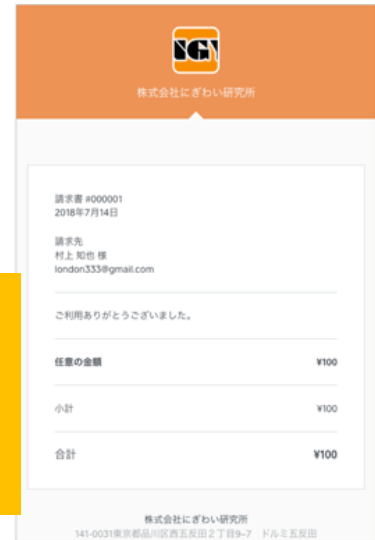 NGY
株式会社にぎわい研究所
請求書 #000001
2018年7月14日
請求先
村上 知也 様
london333@gmail.com
ご利用ありがとうございました。
任意の金額 ¥100
小計 ¥100
合計 ¥100
株式会社にぎわい研究所
141-0031東京都品川区西五反田２丁目9-7 ドルミ五反田